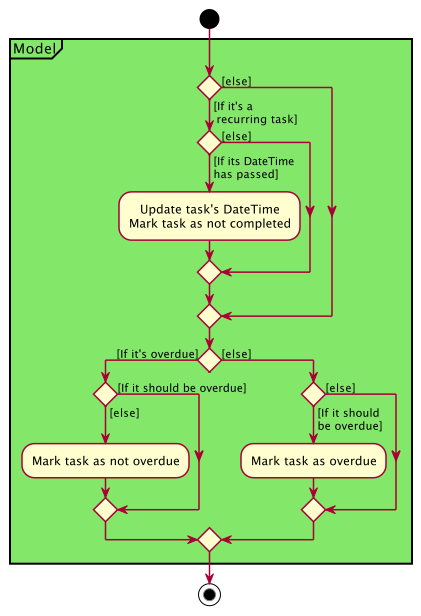 Model
[else]
[If it's a
recurring task]
[else]
[If its DateTime
has passed]
Update task's DateTime
Mark task as not completed
[If it's overdue]
[else]
[If it should be overdue]
[else]
[else]
[If it should
be overdue]
Mark task as not overdue
Mark task as overdue